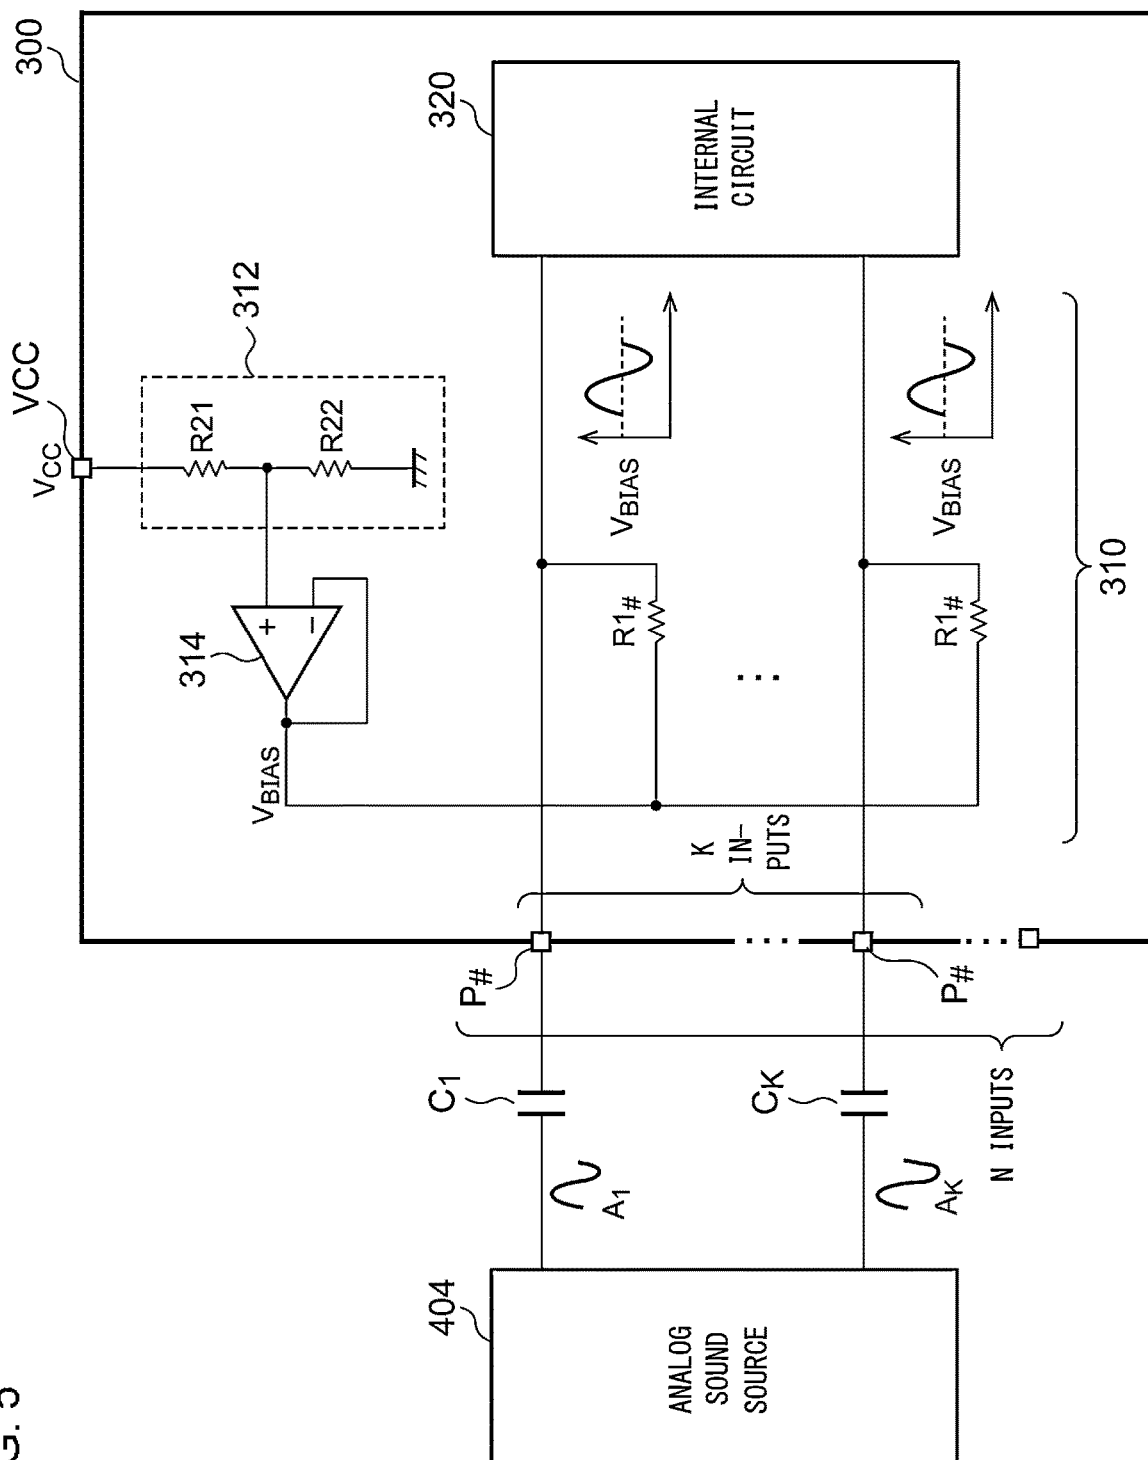 300
VCC
VCC
312
R21
R22
314
+
−
VBIAS
320
INTERNAL
CIRCUIT
VBIAS
R1#
...
VBIAS
R1#
310
K
IN-
PUTS
P#
...
P#
...
N INPUTS
C1
CK
A1
AK
404
ANALOG
SOUND
SOURCE